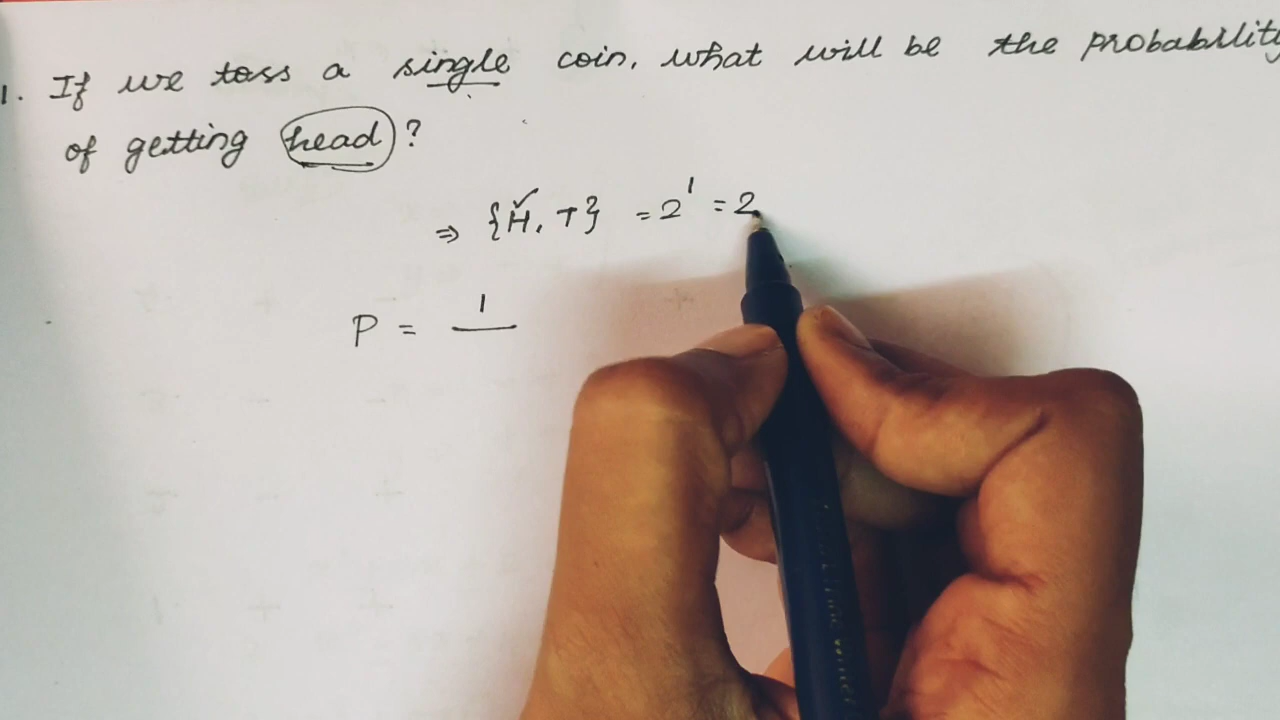 1. If we toss a single coin, what will be the probability
of getting head ?
⇒ {H, T} = 2¹ = 2
P = 1/